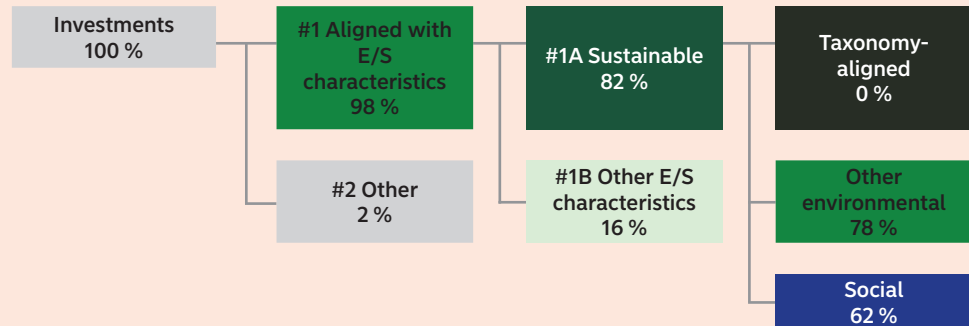 Investments
100 %
#1 Aligned with
E/S
characteristics
98 %
#1A Sustainable
82 %
Taxonomy-
aligned
0 %
#2 Other
2 %
#1B Other E/S
characteristics
16 %
Other
environmental
78 %
Social
62 %